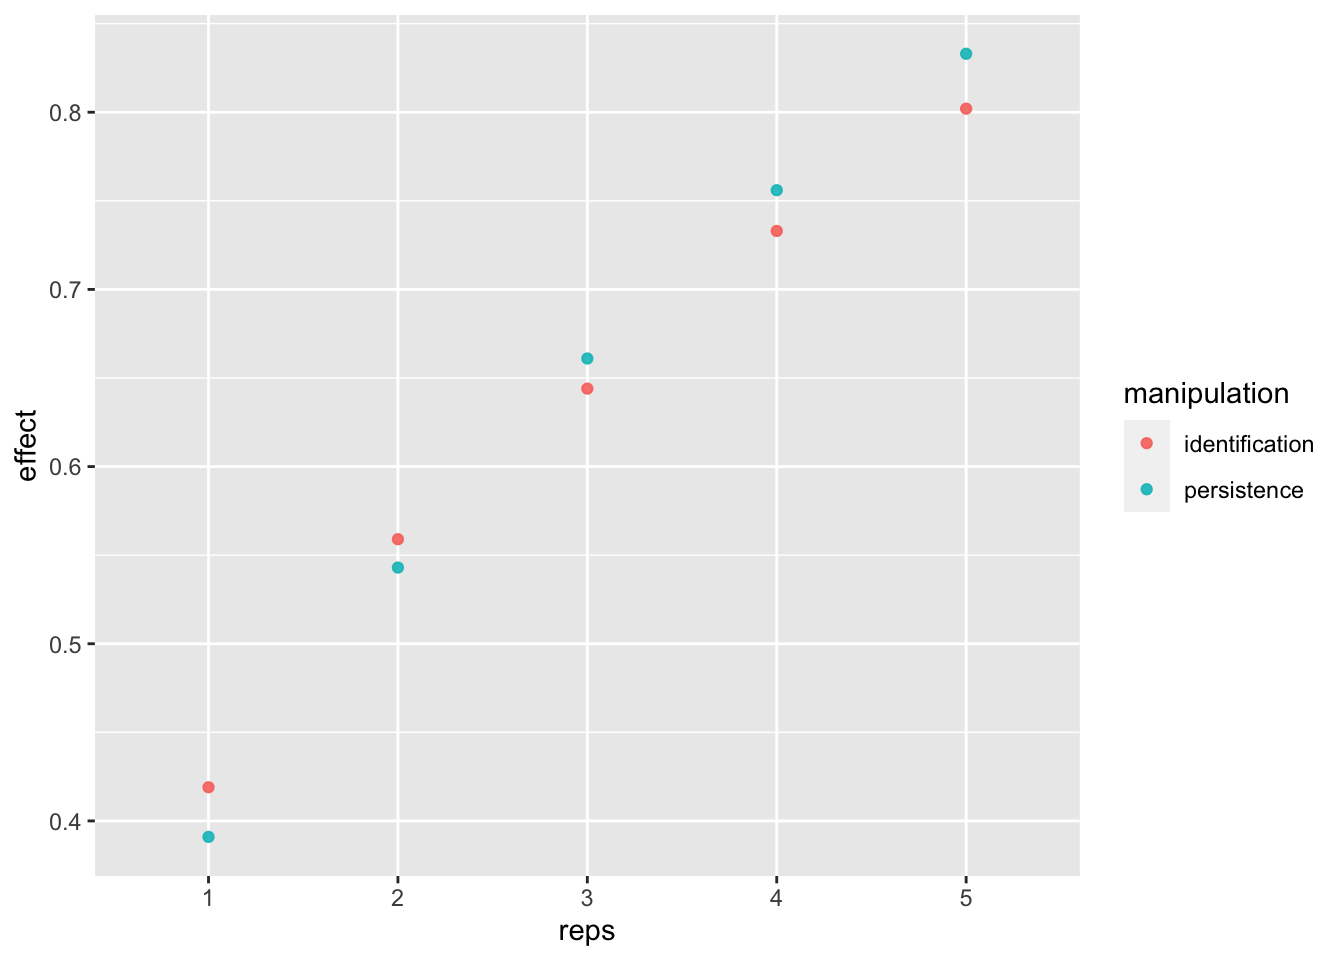 0.8
0.7
0.6
0.5
0.4
effect
1 2 3 4 5
reps
manipulation
identification
persistence